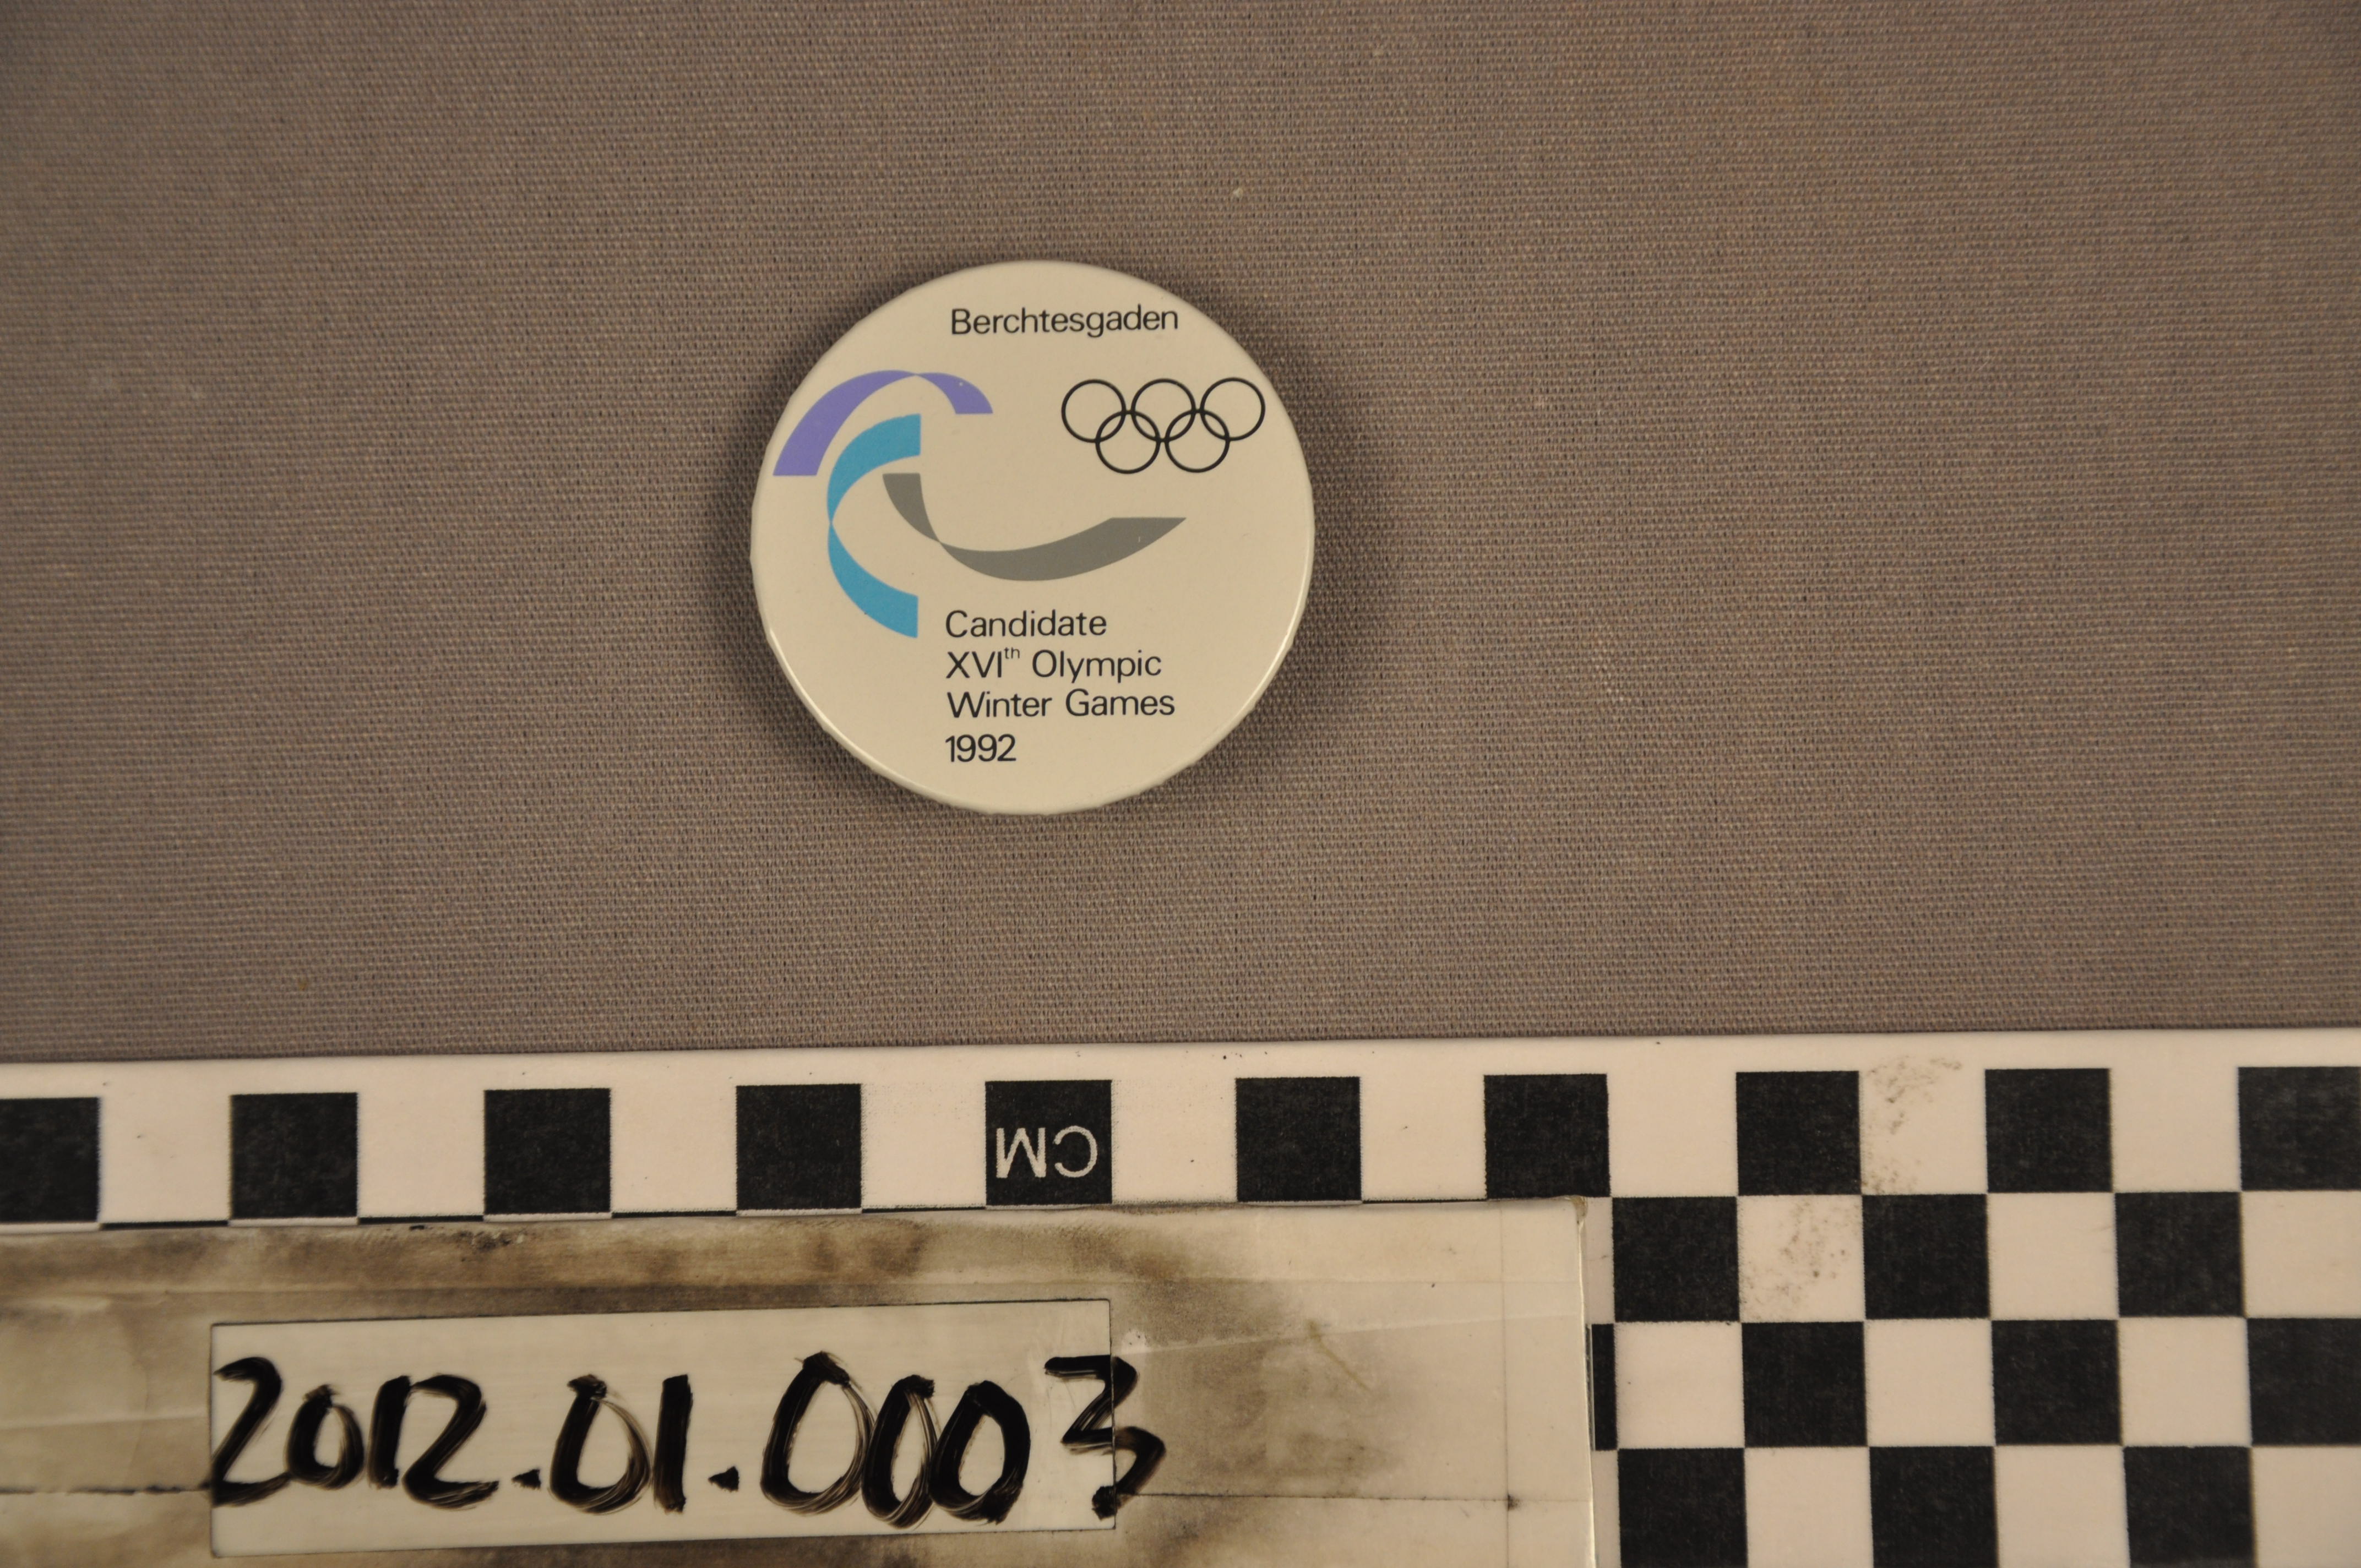 Berchtesgaden
Candidate
XVIth Olympic
Winter Games
1992
CM
2012.01.0003